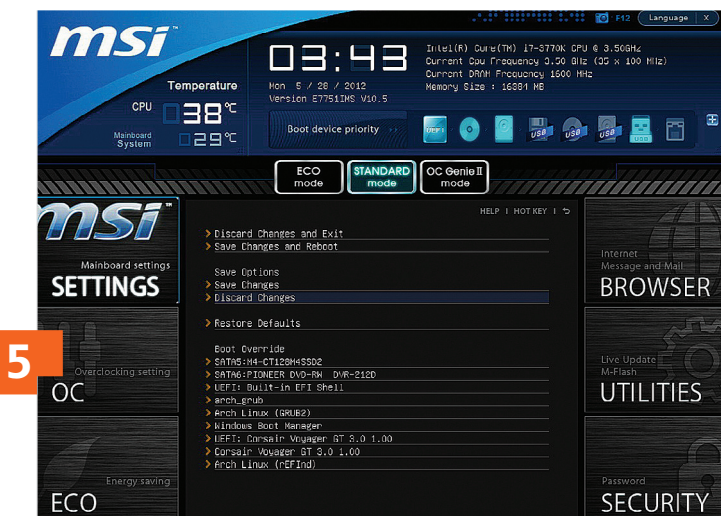 msi
F12 Language X
Temperature
CPU 38°C
Mainboard System 29°C
03:43
Mon 5 / 28 / 2012
Version E7751IMS V10.5
Intel(R) Core(TM) i7-3770K CPU @ 3.50GHz
Current Cpu Frequency 3.50 GHz (35 x 100 MHz)
Current DRAM Frequency 1600 MHz
Memory Size : 16384 MB
Boot device priority
UEFI USB USB USB
ECO mode
STANDARD mode
OC Genie II mode
HELP | HOT KEY |
msi
Mainboard settings
SETTINGS
5
Overclocking setting
OC
Energy saving
ECO
Discard Changes and Exit
Save Changes and Reboot
Save Options
Save Changes
Discard Changes
Restore Defaults
Boot Override
SATA5:M4-CT128M4SSD2
SATA6:PIONEER DVD-RW DVR-212D
UEFI: Built-in EFI Shell
arch_grub
Arch Linux (GRUB2)
Windows Boot Manager
UEFI: Corsair Voyager GT 3.0 1.00
Corsair Voyager GT 3.0 1.00
Arch Linux (rEFInd)
Internet
Message and Mail
BROWSER
Live Update
M-Flash
UTILITIES
Password
SECURITY